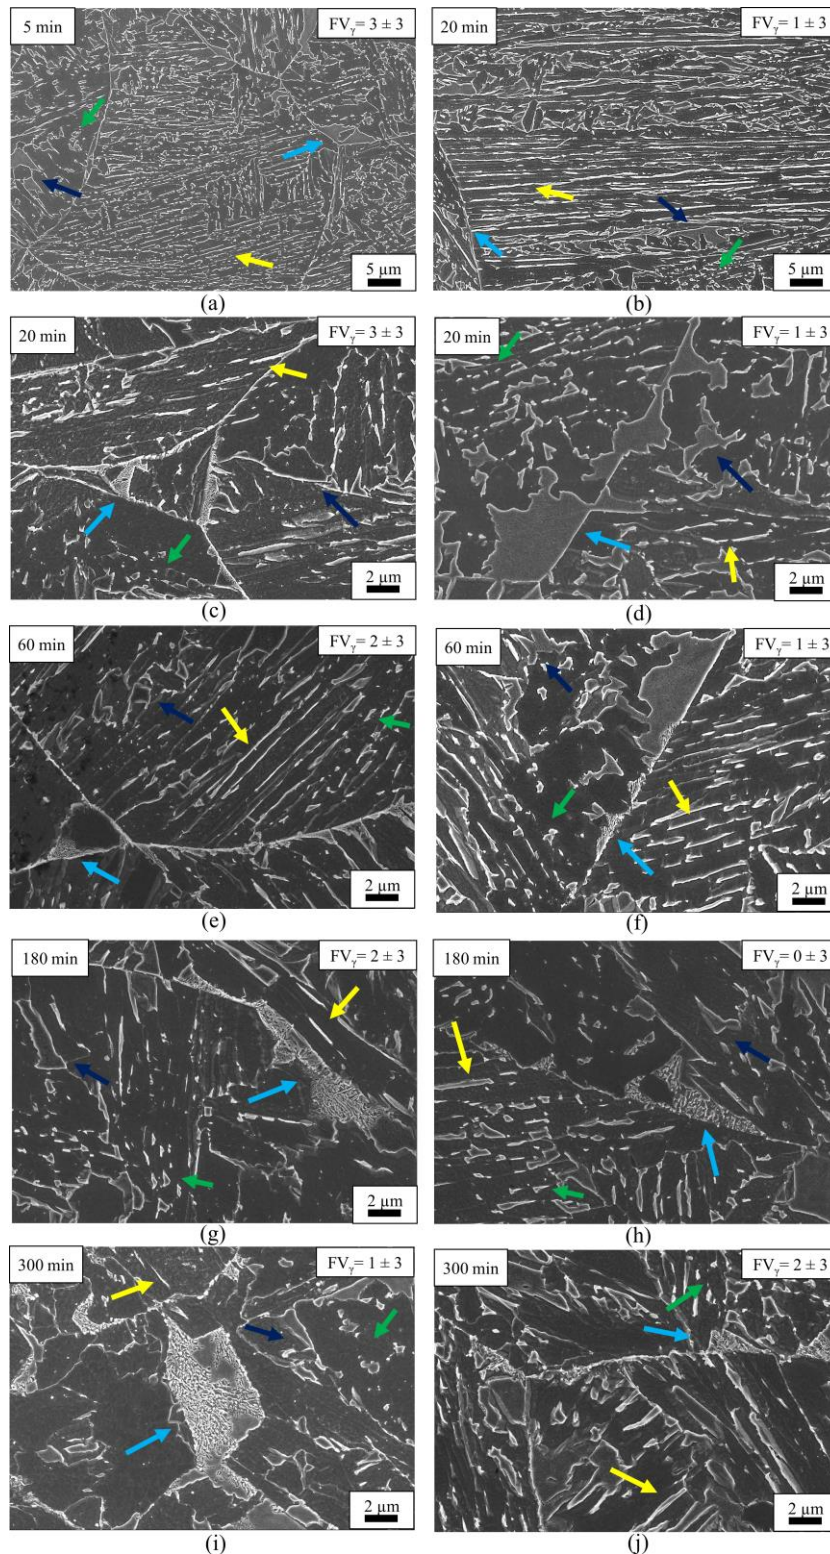 5 min
FVγ = 3 ± 3
5 µm
(a)
20 min
FVγ = 1 ± 3
5 µm
(b)
20 min
FVγ = 3 ± 3
2 µm
(c)
20 min
FVγ = 1 ± 3
2 µm
(d)
60 min
FVγ = 2 ± 3
2 µm
(e)
60 min
FVγ = 1 ± 3
2 µm
(f)
180 min
FVγ = 2 ± 3
2 µm
(g)
180 min
FVγ = 0 ± 3
2 µm
(h)
300 min
FVγ = 1 ± 3
2 µm
(i)
300 min
FVγ = 2 ± 3
2 µm
(j)